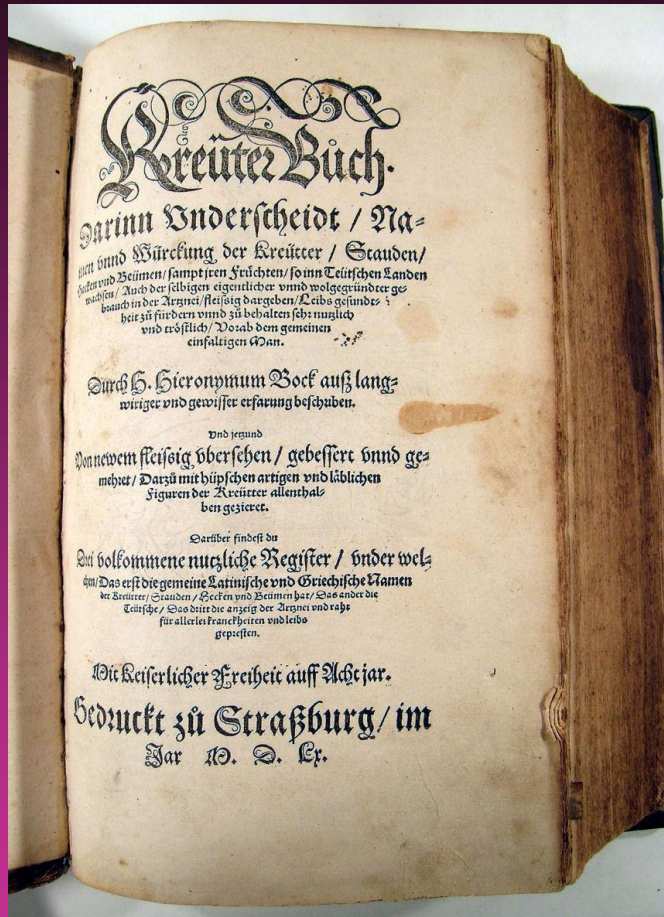 Kreüter Bůch.
Darinn Vnderscheidt / Na-
men vnnd Würckung der Kreütter / Stauden /
Hecken vnd Beümen / sampt jren Früchten / so inn Teütschen Landen
wachsen / Auch der selbigen eigentlicher vnnd wolgegründter ge-
brauch in der Artznei / fleißig dargeben / Leibs gesundt-
heit zů fürdern vnnd zů behalten sehr nutzlich
vnd tröstlich / Vorab dem gemeinen
einfaltigen Man.
Durch H. Hieronymum Bock auß lang-
wiriger vnd gewisser erfarung beschriben.
Vnd jetzund
Von newem fleissig vbersehen / gebessert vnnd ge-
mehret / Darzů mit hüpschen artigen vnd läblichen
Figuren der Kreütter allenthal-
ben gezieret.
Darüber findest du
Drei volkommene nutzliche Register / vnder wel-
chen / Das erst die gemeine Latinische vnd Griechische Namen
der Kreütter / Stauden / Hecken vnd Beümen hat / Das ander die
Teütsche / Das dritt die anzeig der Artznei vnd raht
für allerlei kranckheiten vnd leibs
gepresten.
Mit Keiserlicher Freiheit auff Acht jar.
Gedruckt zů Straßburg / im
Jar M. D. Lx.